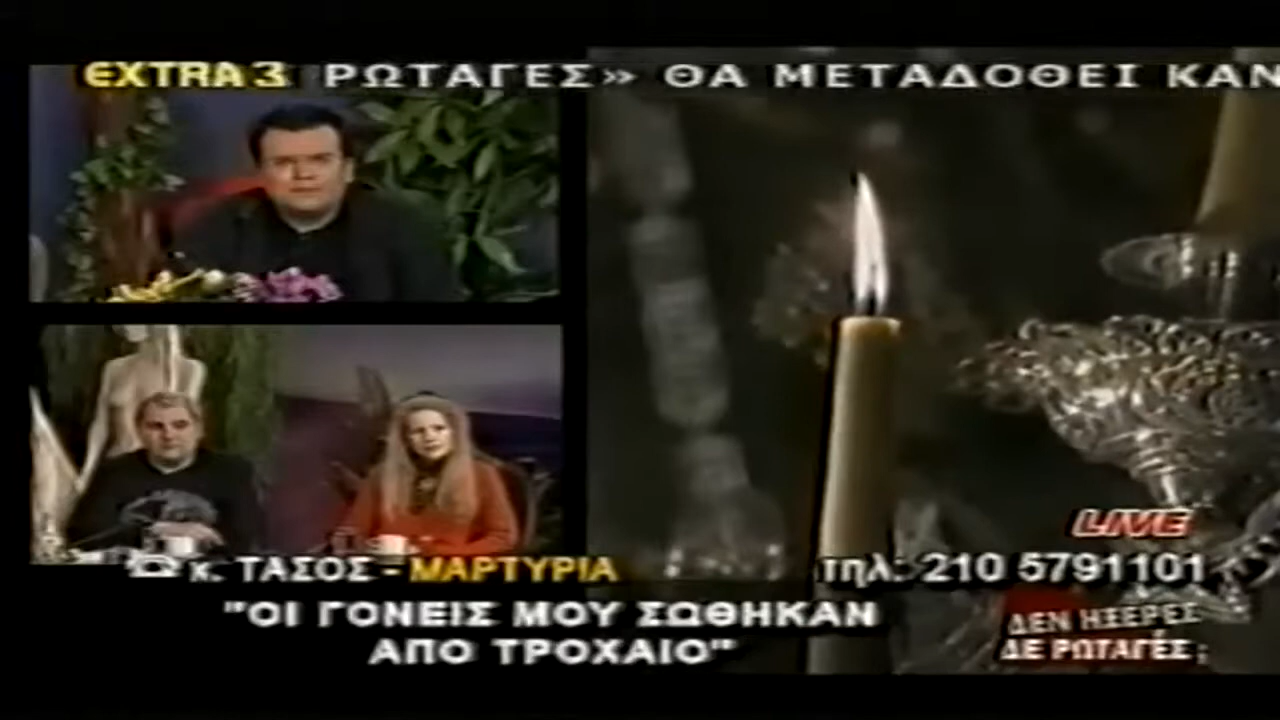 EXTRA 3 ΡΩΤΑΓΕΣ» ΘΑ ΜΕΤΑΔΟΘΕΙ ΚΑΝ
LIVE
κ. ΤΑΣΟΣ - ΜΑΡΤΥΡΙΑ
τηλ: 210 5791101
"ΟΙ ΓΟΝΕΙΣ ΜΟΥ ΣΩΘΗΚΑΝ
ΑΠΟ ΤΡΟΧΑΙΟ"
ΔΕΝ ΗΞΕΡΕΣ
ΔΕ ΡΩΤΑΓΕΣ ;